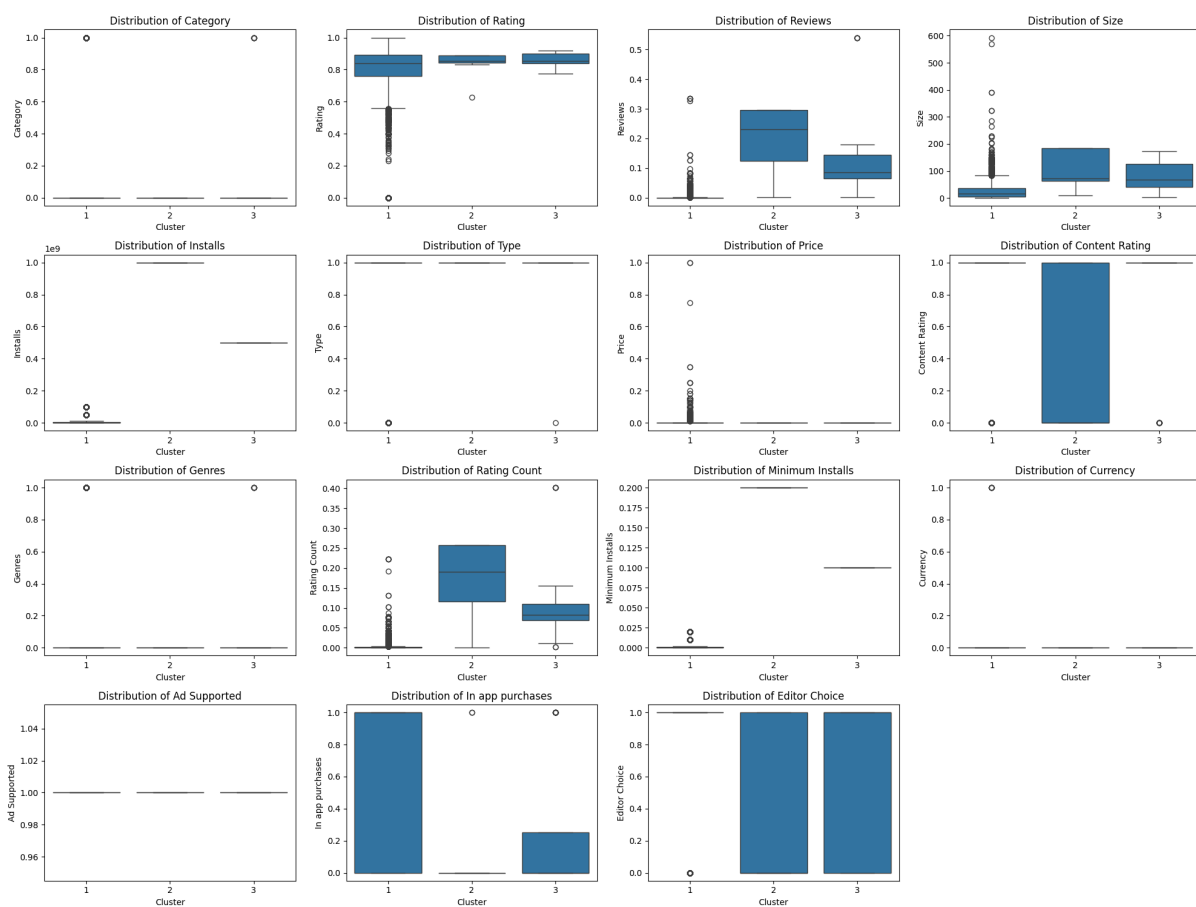 Distribution of Category
Category
1.0
0.8
0.6
0.4
0.2
0.0
1 2 3
Cluster
Distribution of Rating
Rating
1.0
0.8
0.6
0.4
0.2
0.0
1 2 3
Cluster
Distribution of Reviews
Reviews
0.5
0.4
0.3
0.2
0.1
0.0
1 2 3
Cluster
Distribution of Size
Size
600
500
400
300
200
100
0
1 2 3
Cluster
Distribution of Installs
1e9
Installs
1.0
0.8
0.6
0.4
0.2
0.0
1 2 3
Cluster
Distribution of Type
Type
1.0
0.8
0.6
0.4
0.2
0.0
1 2 3
Cluster
Distribution of Price
Price
1.0
0.8
0.6
0.4
0.2
0.0
1 2 3
Cluster
Distribution of Content Rating
Content Rating
1.0
0.8
0.6
0.4
0.2
0.0
1 2 3
Cluster
Distribution of Genres
Genres
1.0
0.8
0.6
0.4
0.2
0.0
1 2 3
Cluster
Distribution of Rating Count
Rating Count
0.40
0.35
0.30
0.25
0.20
0.15
0.10
0.05
0.00
1 2 3
Cluster
Distribution of Minimum Installs
Minimum Installs
0.200
0.175
0.150
0.125
0.100
0.075
0.050
0.025
0.000
1 2 3
Cluster
Distribution of Currency
Currency
1.0
0.8
0.6
0.4
0.2
0.0
1 2 3
Cluster
Distribution of Ad Supported
Ad Supported
1.04
1.02
1.00
0.98
0.96
1 2 3
Cluster
Distribution of In app purchases
In app purchases
1.0
0.8
0.6
0.4
0.2
0.0
1 2 3
Cluster
Distribution of Editor Choice
Editor Choice
1.0
0.8
0.6
0.4
0.2
0.0
1 2 3
Cluster